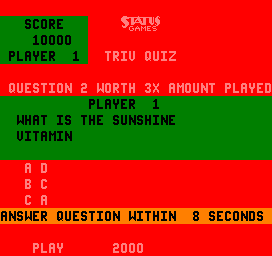 SCORE
10000
PLAYER 1
STATUS
GAMES
TRIV QUIZ
QUESTION 2 WORTH 3X AMOUNT PLAYED
PLAYER 1
WHAT IS THE SUNSHINE
VITAMIN
A D
B C
C A
ANSWER QUESTION WITHIN 8 SECONDS
PLAY 2000